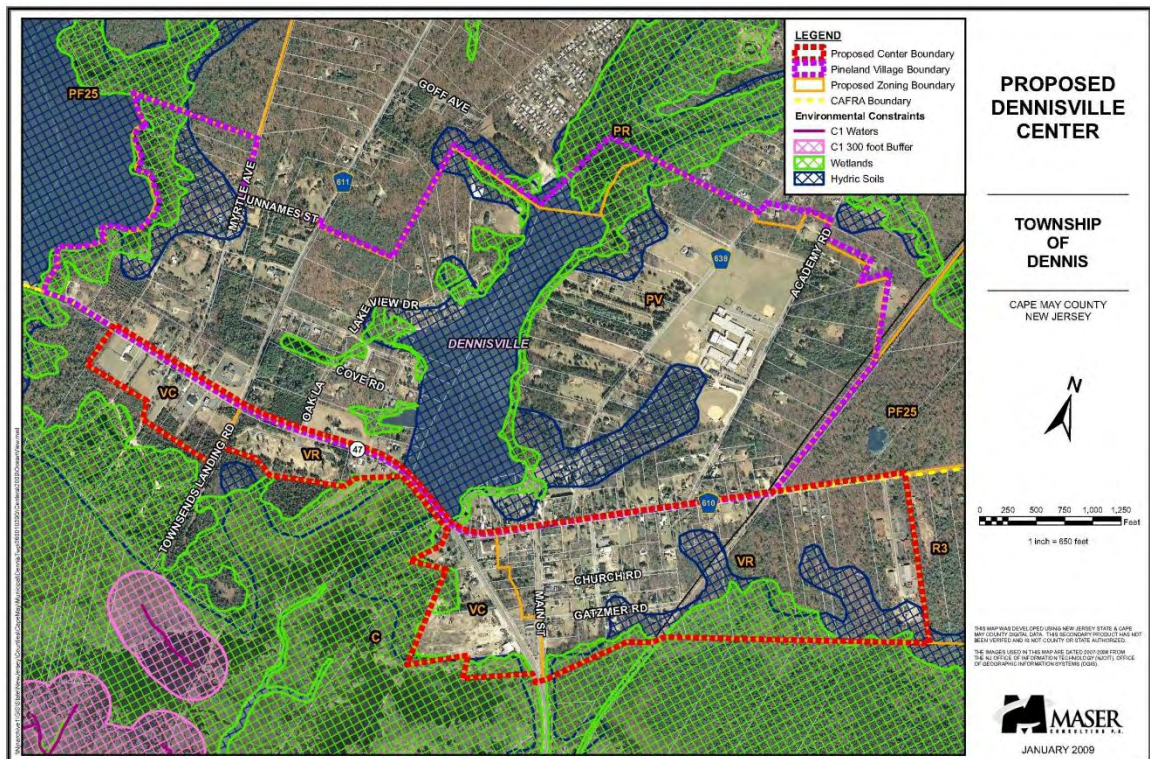 LEGEND
Proposed Center Boundary
Pineland Village Boundary
Proposed Zoning Boundary
CAFRA Boundary
Environmental Constraints
C1 Waters
C1 300 foot Buffer
Wetlands
Hydric Soils
PROPOSED
DENNISVILLE
CENTER
TOWNSHIP
OF
DENNIS
CAPE MAY COUNTY
NEW JERSEY
N
0 250 500 750 1,000 1,250
Feet
1 inch = 650 feet
THIS MAP WAS DEVELOPED USING NEW JERSEY STATE & CAPE
MAY COUNTY DIGITAL DATA. THIS SECONDARY PRODUCT HAS NOT
BEEN VERIFIED AND IS NOT COUNTY OR STATE AUTHORIZED.
THE IMAGES USED IN THIS MAP ARE DATED 2007-2008 FROM
THE NJ OFFICE OF INFORMATION TECHNOLOGY (NJOIT), OFFICE
OF GEOGRAPHIC INFORMATION SYSTEMS (OGIS).
MASER
CONSULTING P.A.
JANUARY 2009
PF25
GOFF AVE
PR
611
MYRTLE AVE
UNNAMES ST
638
ACADEMY RD
PV
LAKE VIEW DR
DENNISVILLE
COVE RD
OAK LA
VC
PF25
TOWNSENDS LANDING RD
VR
47
610
R3
VR
CHURCH RD
VC
MAIN ST
GATZMER RD
C